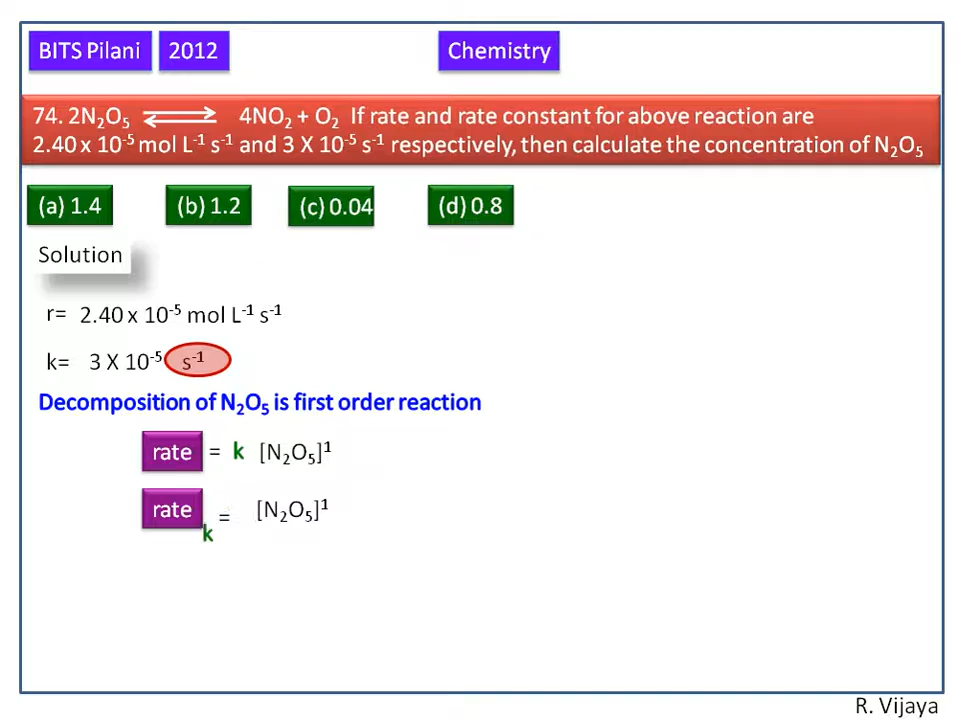 BITS Pilani 2012 Chemistry
74. 2N₂O₅ ⇌ 4NO₂ + O₂ If rate and rate constant for above reaction are
2.40 x 10⁻⁵ mol L⁻¹ s⁻¹ and 3 X 10⁻⁵ s⁻¹ respectively, then calculate the concentration of N₂O₅
(a) 1.4 (b) 1.2 (c) 0.04 (d) 0.8
Solution
r= 2.40 x 10⁻⁵ mol L⁻¹ s⁻¹
k= 3 X 10⁻⁵ s⁻¹
Decomposition of N₂O₅ is first order reaction
rate = k [N₂O₅]¹
rate = [N₂O₅]¹
k
R. Vijaya